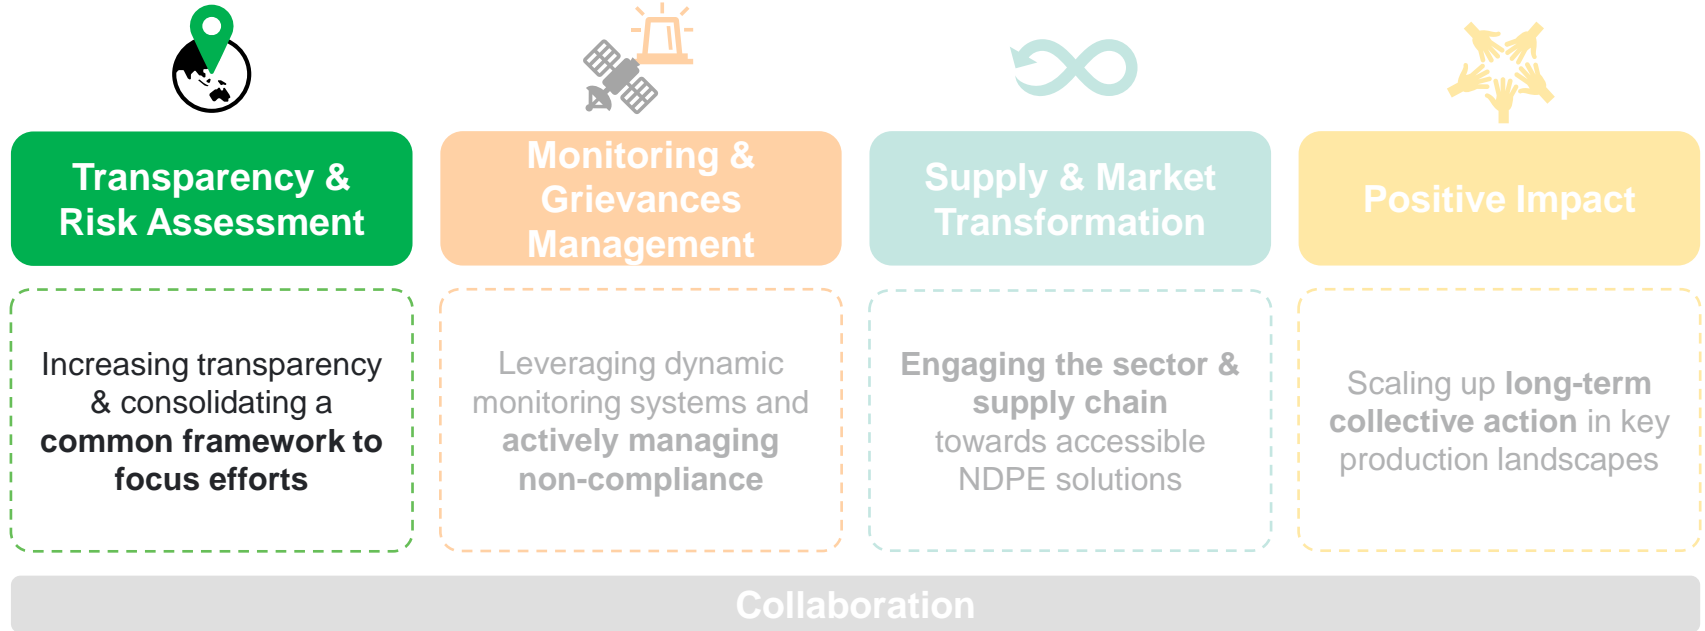 Transparency &
Risk Assessment
Monitoring &
Grievances
Management
Supply & Market
Transformation
Positive Impact
Increasing transparency
& consolidating a
common framework to
focus efforts
Leveraging dynamic
monitoring systems and
actively managing
non-compliance
Engaging the sector &
supply chain
towards accessible
NDPE solutions
Scaling up long-term
collective action in key
production landscapes
Collaboration